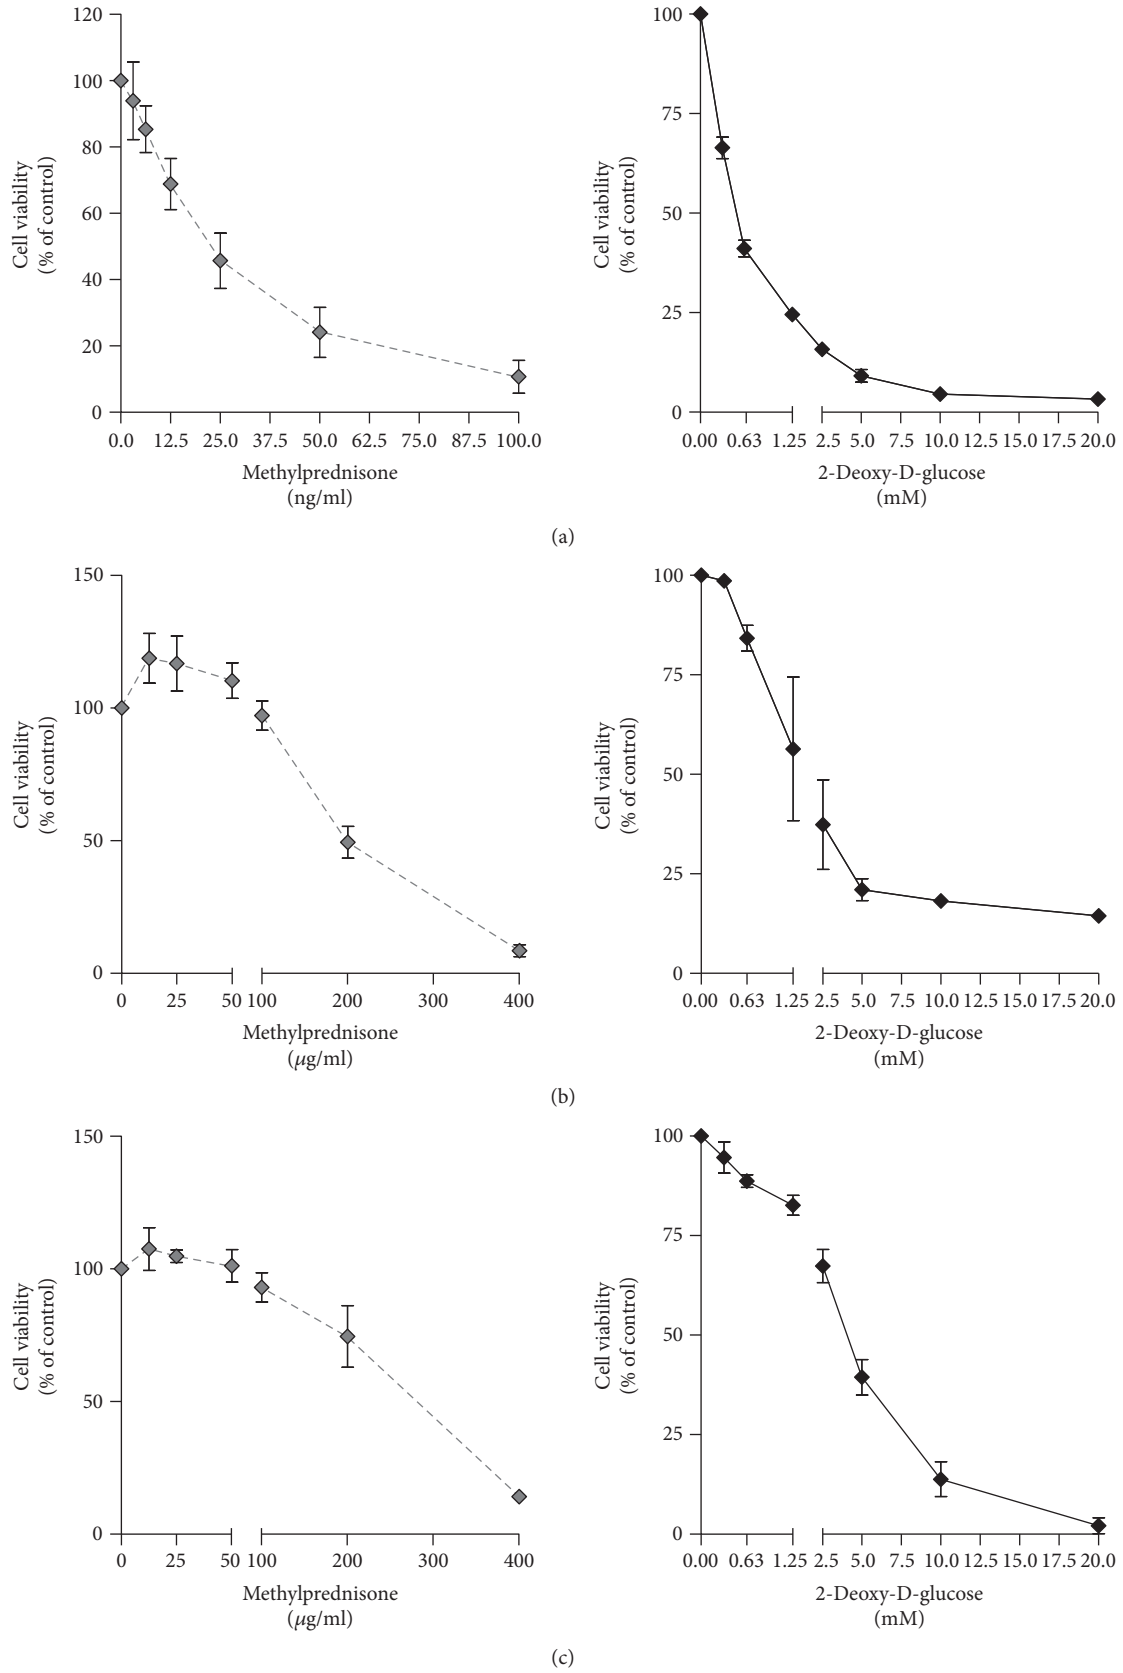 120
100
80
60
40
20
0
Cell viability
(% of control)
0.0 12.5 25.0 37.5 50.0 62.5 75.0 87.5 100.0
Methylprednisone
(ng/ml)
100
75
50
25
0
Cell viability
(% of control)
0.00 0.63 1.25 2.5 5.0 7.5 10.0 12.5 15.0 17.5 20.0
2-Deoxy-D-glucose
(mM)
(a)
150
100
50
0
Cell viability
(% of control)
0 25 50 100 200 300 400
Methylprednisone
(μg/ml)
100
75
50
25
0
Cell viability
(% of control)
0.00 0.63 1.25 2.5 5.0 7.5 10.0 12.5 15.0 17.5 20.0
2-Deoxy-D-glucose
(mM)
(b)
150
100
50
0
Cell viability
(% of control)
0 25 50 100 200 300 400
Methylprednisone
(μg/ml)
100
75
50
25
0
Cell viability
(% of control)
0.00 0.63 1.25 2.5 5.0 7.5 10.0 12.5 15.0 17.5 20.0
2-Deoxy-D-glucose
(mM)
(c)